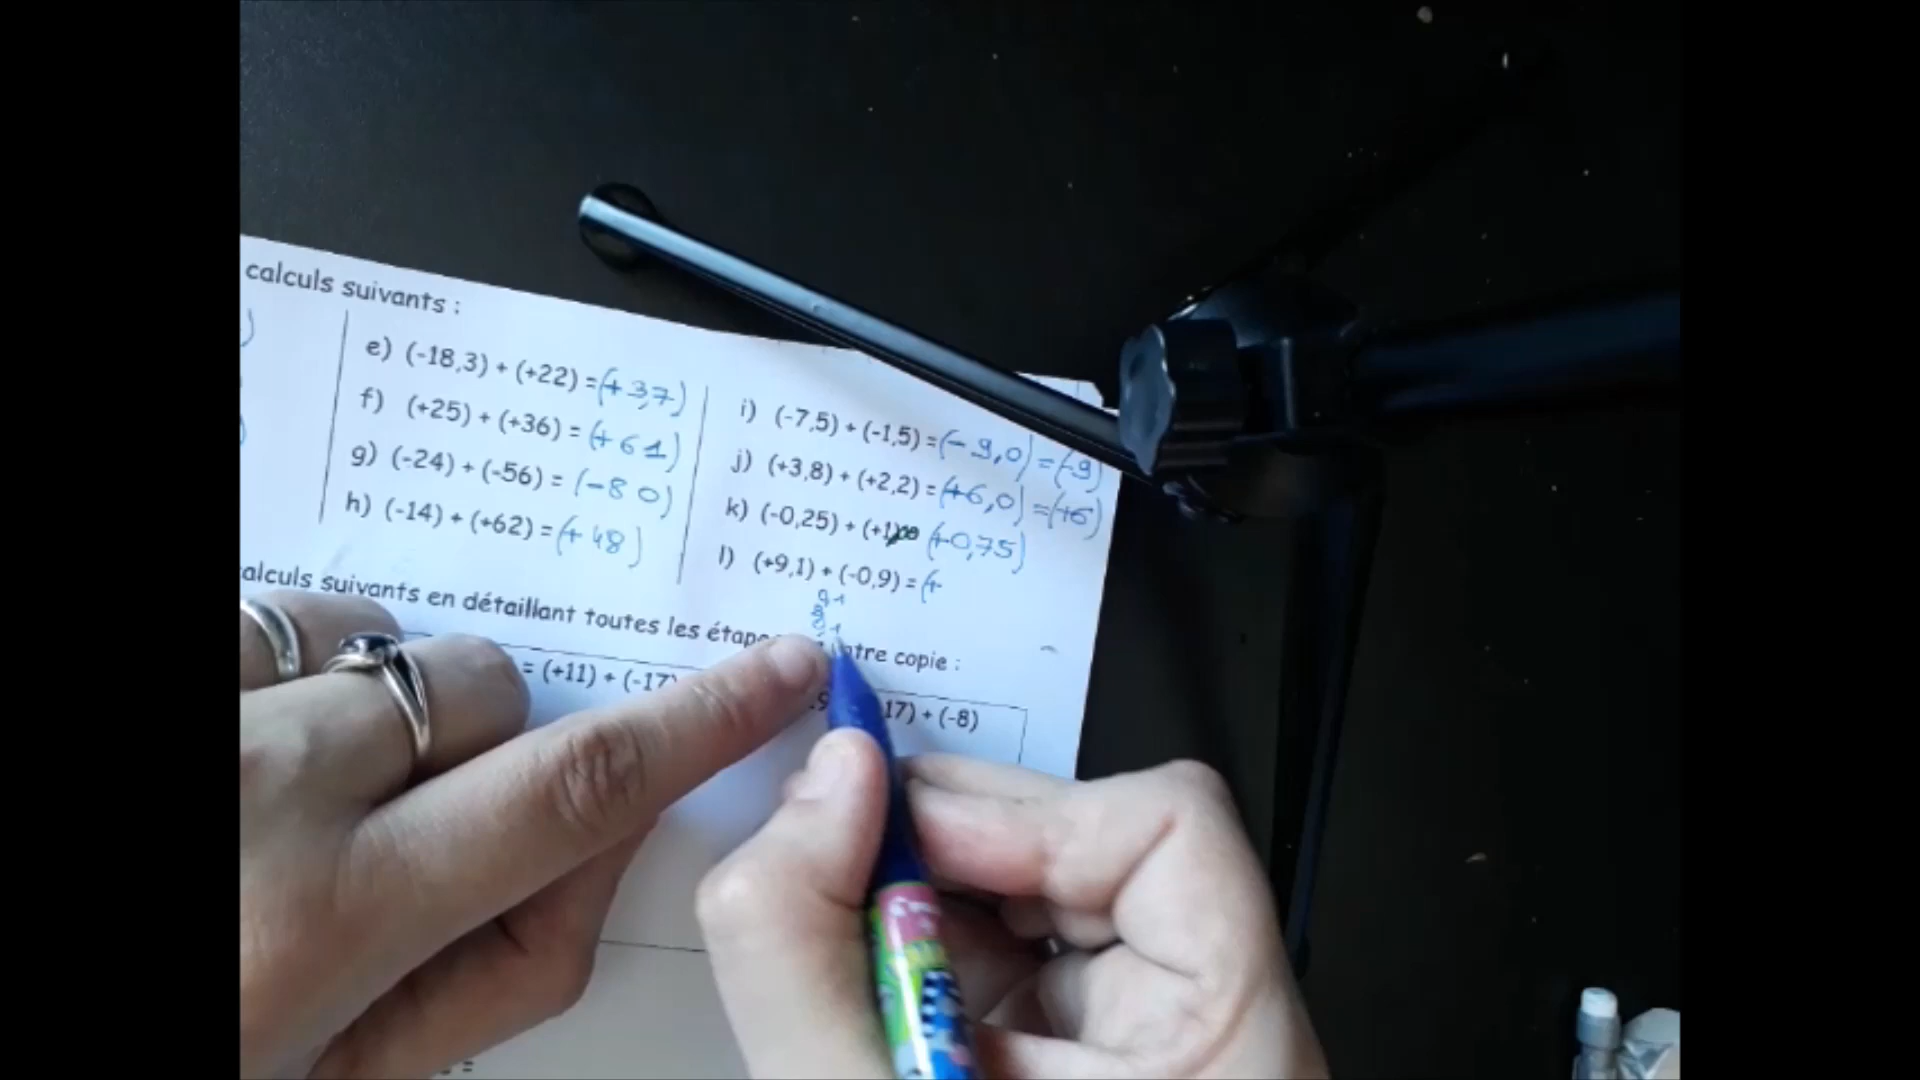 calculs suivants :
e) (-18,3) + (+22) = (+3,7)
f) (+25) + (+36) = (+61)
g) (-24) + (-56) = (-80)
h) (-14) + (+62) = (+48)
i) (-7,5) + (-1,5) = (-9,0) = (-9)
j) (+3,8) + (+2,2) = (+6,0) = (+6)
k) (-0,25) + (+1) = (+0,75)
l) (+9,1) + (-0,9) = (+
alculs suivants en détaillant toutes les copie :
= (+11) + (-17)
17) + (-8)